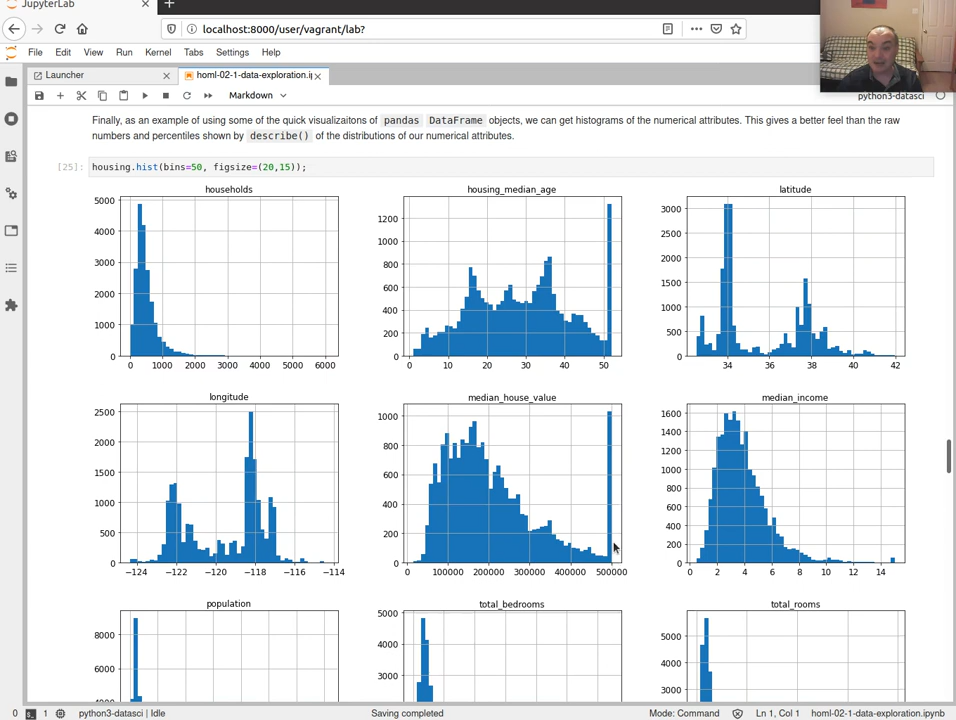 JupyterLab
localhost:8000/user/vagrant/lab?
File Edit View Run Kernel Tabs Settings Help
Launcher
homl-02-1-data-exploration.i
Markdown
python3-datasci
Finally, as an example of using some of the quick visualizaitons of pandas DataFrame objects, we can get histograms of the numerical attributes. This gives a better feel than the raw
numbers and percentiles shown by describe() of the distributions of our numerical attributes.
[25]: housing.hist(bins=50, figsize=(20,15));
households
5000
4000
3000
2000
1000
0
0 1000 2000 3000 4000 5000 6000
housing_median_age
1200
1000
800
600
400
200
0
0 10 20 30 40 50
latitude
3000
2500
2000
1500
1000
500
0
34 36 38 40 42
longitude
2500
2000
1500
1000
500
0
−124 −122 −120 −118 −116 −114
median_house_value
1000
800
600
400
200
0
0 100000 200000 300000 400000 500000
median_income
1600
1400
1200
1000
800
600
400
200
0
0 2 4 6 8 10 12 14
population
8000
6000
4000
total_bedrooms
5000
4000
3000
total_rooms
5000
4000
3000
0 1 python3-datasci | Idle Saving completed Mode: Command Ln 1, Col 1 homl-02-1-data-exploration.ipynb